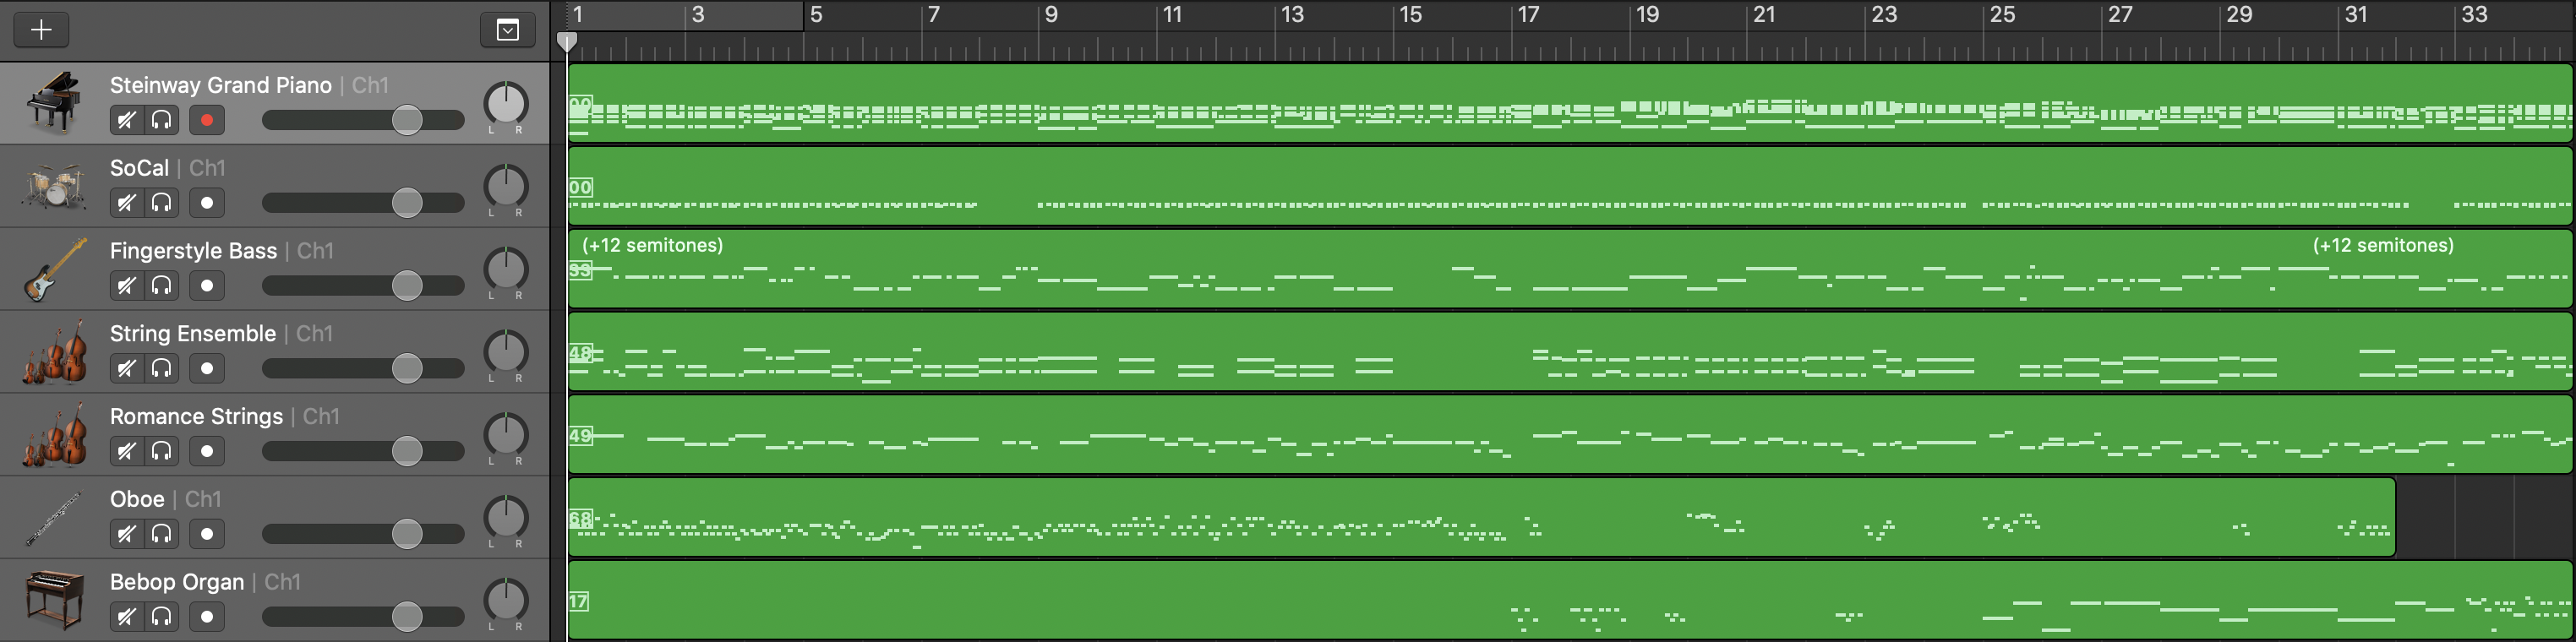 1 3 5 7 9 11 13 15 17 19 21 23 25 27 29 31 33
Steinway Grand Piano | Ch1
L R
00
SoCal | Ch1
L R
00
Fingerstyle Bass | Ch1
L R
(+12 semitones) (+12 semitones)
33
String Ensemble | Ch1
L R
48
Romance Strings | Ch1
L R
49
Oboe | Ch1
L R
68
Bebop Organ | Ch1
L R
17